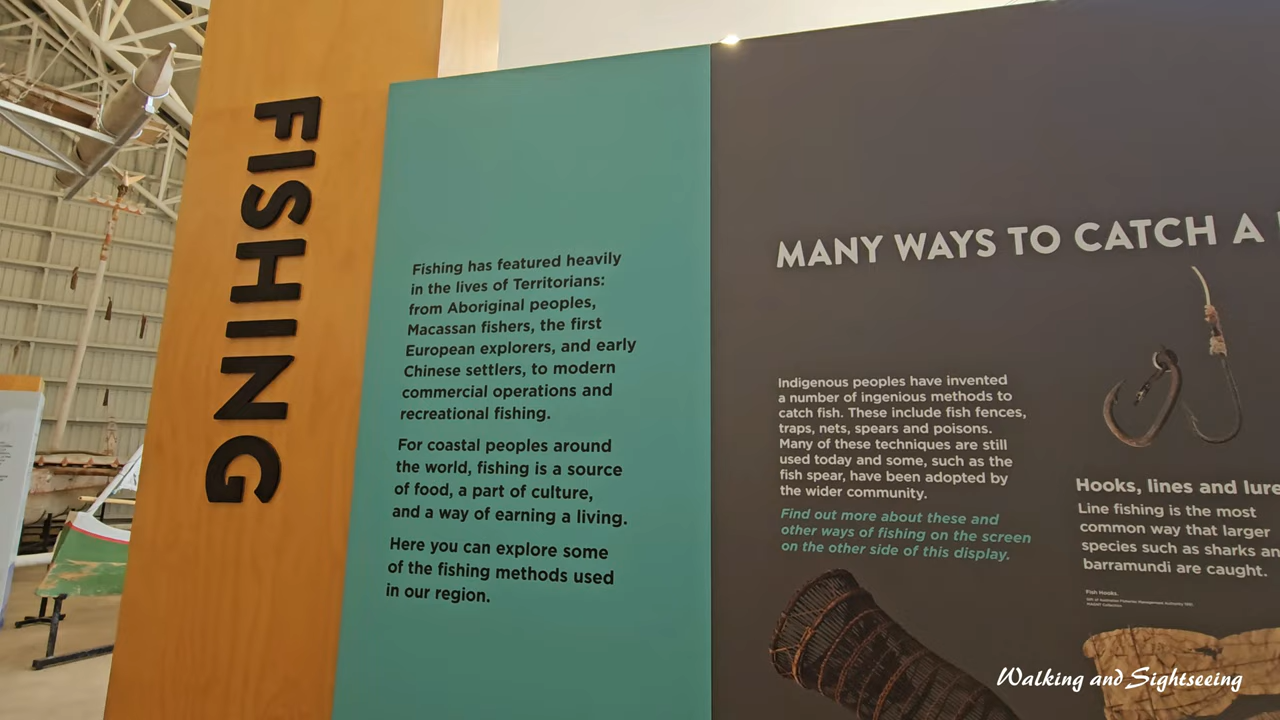 FISHING
Fishing has featured heavily
in the lives of Territorians:
from Aboriginal peoples,
Macassan fishers, the first
European explorers, and early
Chinese settlers, to modern
commercial operations and
recreational fishing.
For coastal peoples around
the world, fishing is a source
of food, a part of culture,
and a way of earning a living.
Here you can explore some
of the fishing methods used
in our region.
MANY WAYS TO CATCH A
Indigenous peoples have invented
a number of ingenious methods to
catch fish. These include fish fences,
traps, nets, spears and poisons.
Many of these techniques are still
used today and some, such as the
fish spear, have been adopted by
the wider community.
Find out more about these and
other ways of fishing on the screen
on the other side of this display.
Hooks, lines and lure
Line fishing is the most
common way that larger
species such as sharks an
barramundi are caught.
Fish Hooks.
Walking and Sightseeing